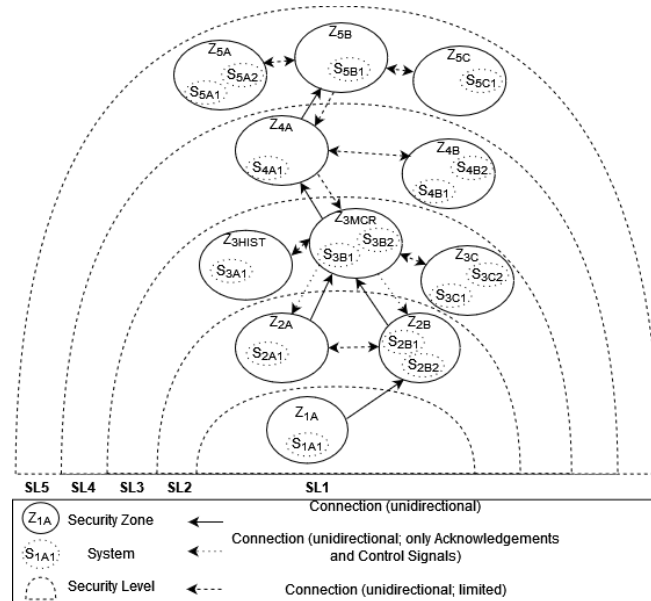 Z5B
Z5A
Z5C
S5A2
S5B1
S5A1
S5C1
Z4A
Z4B
S4A1
S4B2
S4B1
Z3MCR
Z3HIST
S3B2
S3B1
Z3C
S3A1
S3C2
S3C1
Z2A
Z2B
S2A1
S2B1
S2B2
Z1A
S1A1
SL5 SL4 SL3 SL2 SL1
Z1A Security Zone Connection (unidirectional)
S1A1 System Connection (unidirectional; only Acknowledgements
and Control Signals)
Security Level Connection (unidirectional; limited)